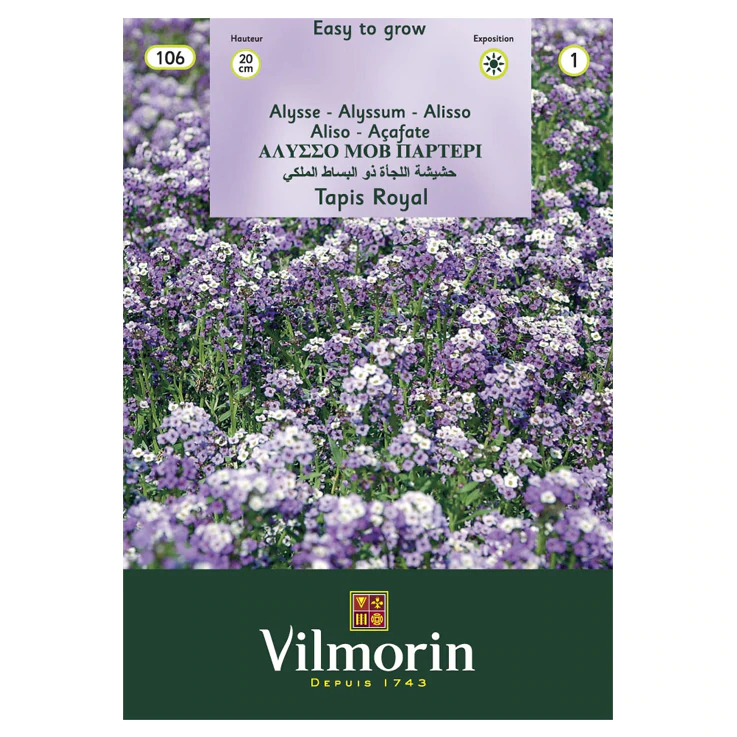 Easy to grow
106
Hauteur
20
cm
Exposition
1
Alysse - Alyssum - Alisso
Aliso - Açafate
ΑΛΥΣΣΟ ΜΟΒ ΠΑΡΤΕΡΙ
حشيشة اللجأة ذو البساط الملكي
Tapis Royal
Vilmorin
DEPUIS 1743